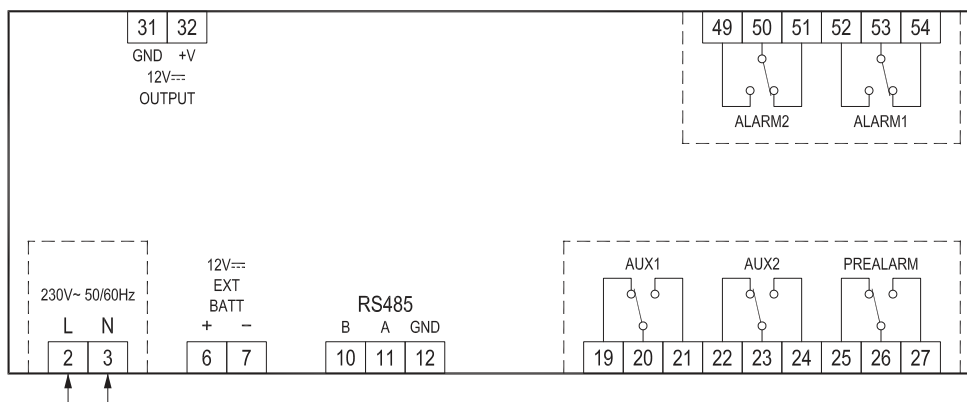 31 32
GND +V
12V⎓
OUTPUT
49 50 51 52 53 54
ALARM2 ALARM1
230V~ 50/60Hz
L N
2 3
12V⎓
EXT
BATT
+ −
6 7
RS485
B A GND
10 11 12
AUX1 AUX2 PREALARM
19 20 21 22 23 24 25 26 27